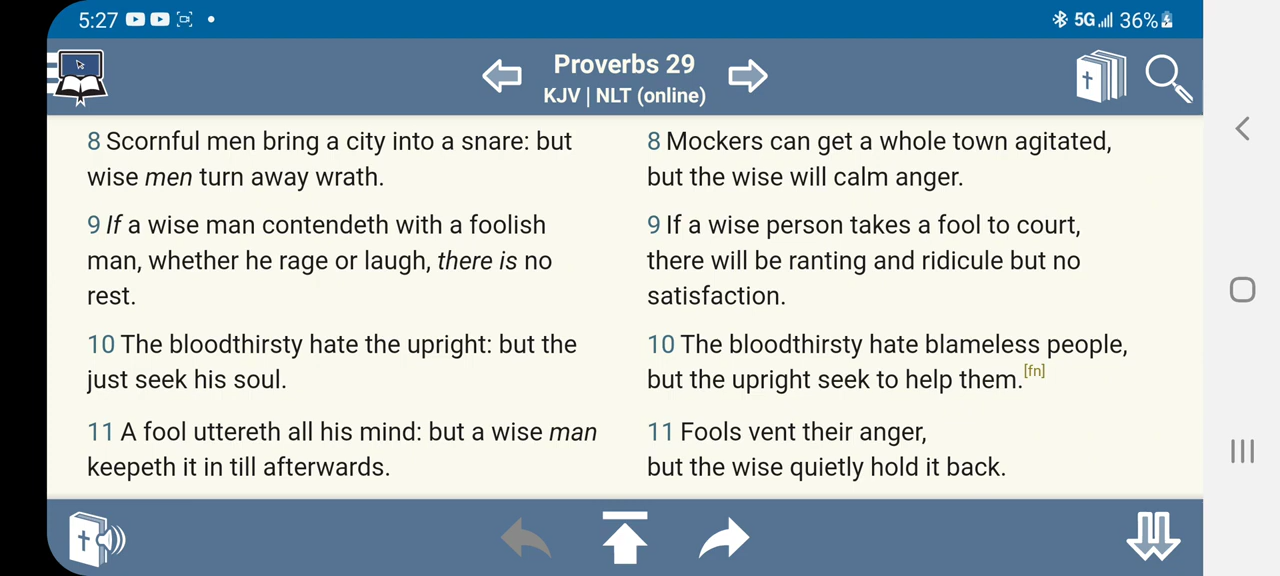 5:27
5G 36%
Proverbs 29
KJV | NLT (online)
8 Scornful men bring a city into a snare: but
wise men turn away wrath.
9 If a wise man contendeth with a foolish
man, whether he rage or laugh, there is no
rest.
10 The bloodthirsty hate the upright: but the
just seek his soul.
11 A fool uttereth all his mind: but a wise man
keepeth it in till afterwards.
8 Mockers can get a whole town agitated,
but the wise will calm anger.
9 If a wise person takes a fool to court,
there will be ranting and ridicule but no
satisfaction.
10 The bloodthirsty hate blameless people,
but the upright seek to help them.[fn]
11 Fools vent their anger,
but the wise quietly hold it back.